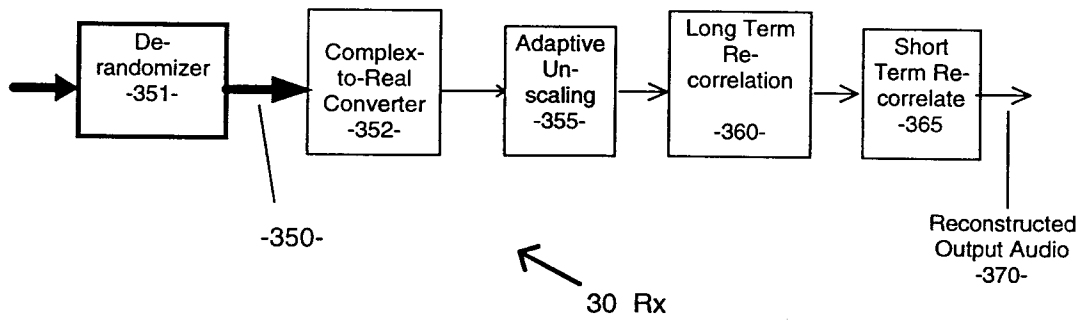 De-
randomizer
-351-
Complex-
to-Real
Converter
-352-
Adaptive
Un-
scaling
-355-
Long Term
Re-
correlation
-360-
Short
Term Re-
correlate
-365
-350-
Reconstructed
Output Audio
-370-
30 Rx